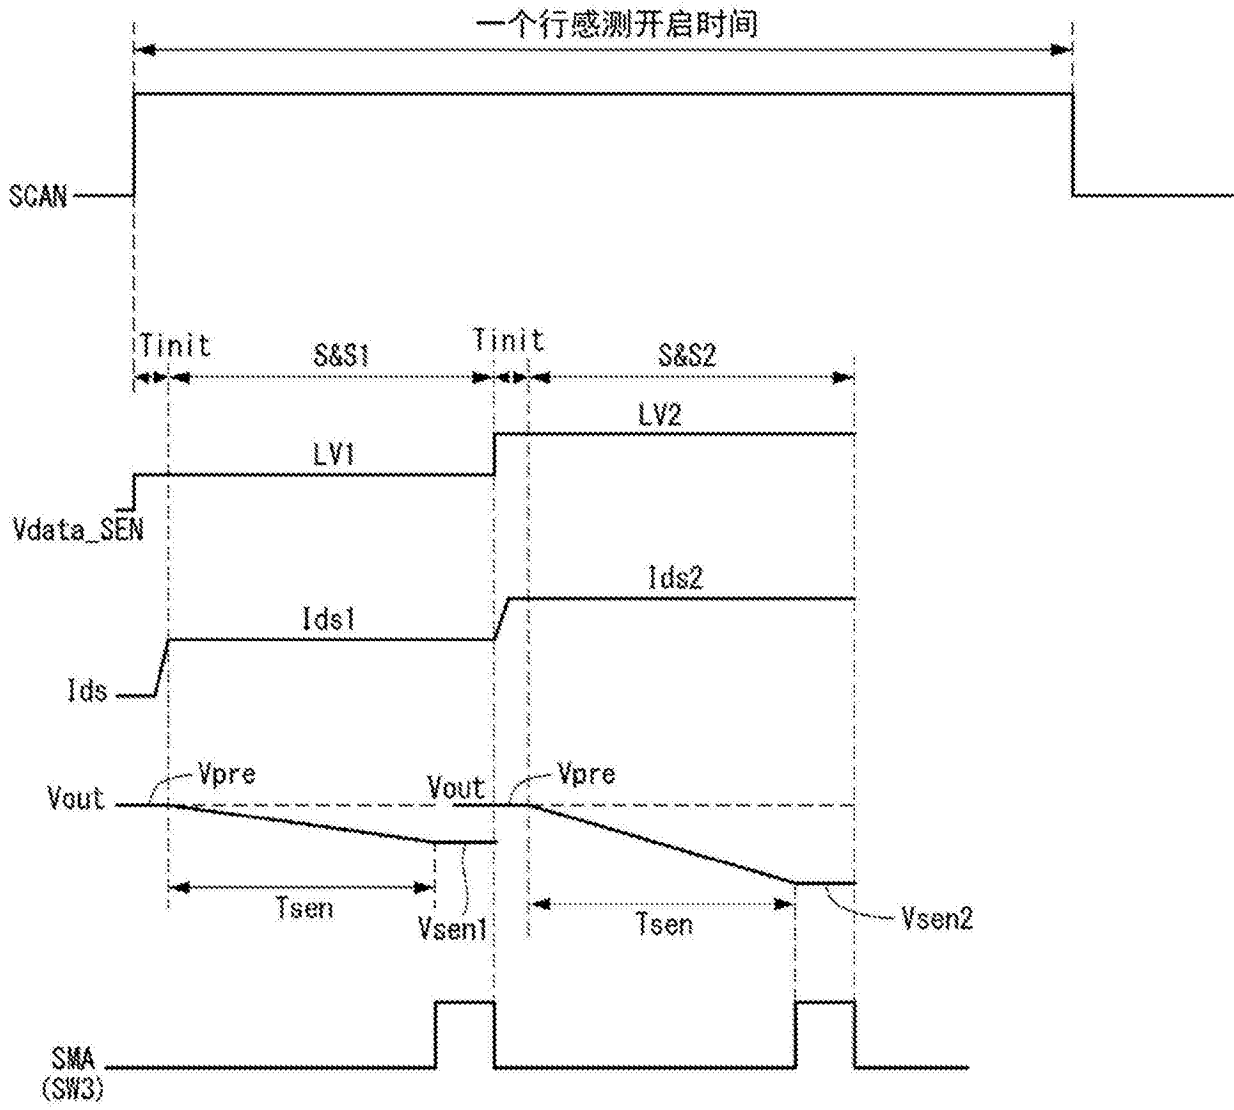 一个行感测开启时间
SCAN
Tinit
S&S1
Tinit
S&S2
LV1
LV2
Vdata_SEN
Ids1
Ids2
Ids
Vout
Vpre
Vout
Vpre
Tsen
Vsen1
Tsen
Vsen2
SMA
(SW3)